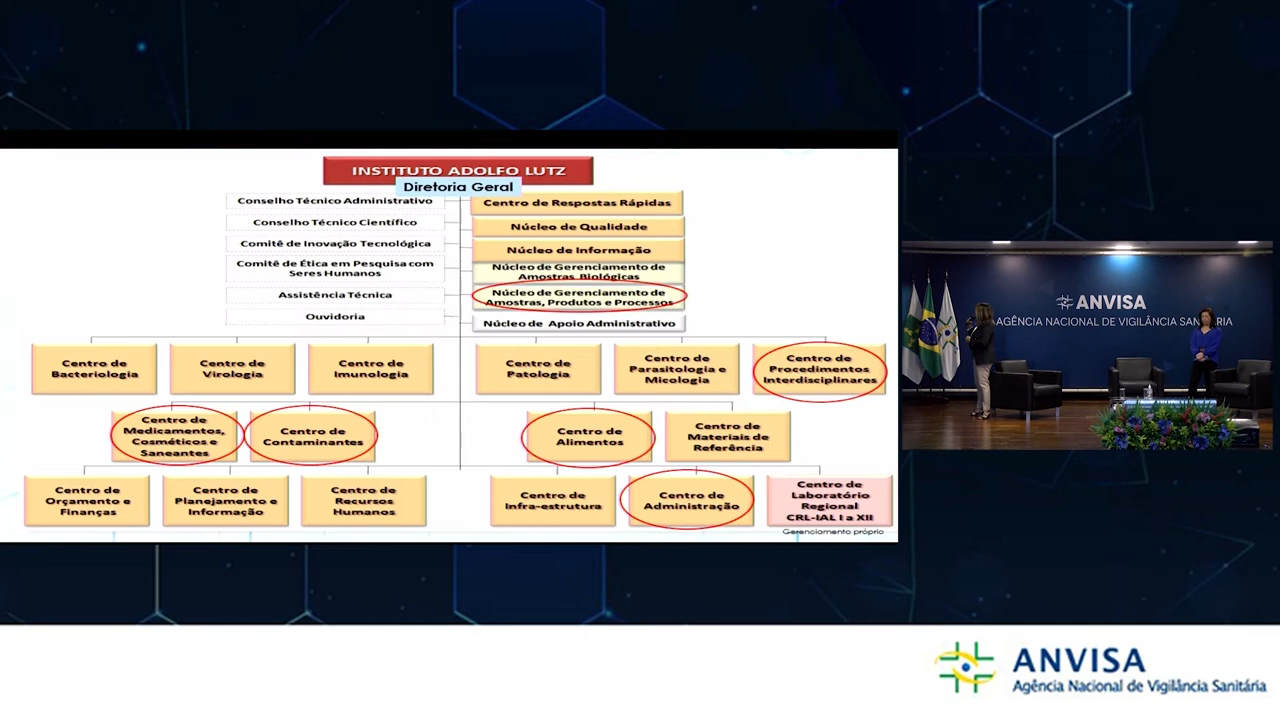 INSTITUTO ADOLFO LUTZ
Diretoria Geral
Conselho Técnico Administrativo
Conselho Técnico Científico
Comitê de Inovação Tecnológica
Comitê de Ética em Pesquisa com
Seres Humanos
Assistência Técnica
Ouvidoria
Centro de Respostas Rápidas
Núcleo de Qualidade
Núcleo de Informação
Núcleo de Gerenciamento de
Amostras Biológicas
Núcleo de Gerenciamento de
Amostras, Produtos e Processos
Núcleo de Apoio Administrativo
Centro de
Bacteriologia
Centro de
Virologia
Centro de
Imunologia
Centro de
Patologia
Centro de
Parasitologia e
Micologia
Centro de
Procedimentos
Interdisciplinares
Centro de
Medicamentos,
Cosméticos e
Saneantes
Centro de
Contaminantes
Centro de
Alimentos
Centro de
Materiais de
Referência
Centro de
Orçamento e
Finanças
Centro de
Planejamento e
Informação
Centro de
Recursos
Humanos
Centro de
Infra-estrutura
Centro de
Administração
Centro de
Laboratório
Regional
CRL-IAL I a XII
Gerenciamento próprio
ANVISA
AGÊNCIA NACIONAL DE VIGILÂNCIA SANITÁRIA
ANVISA
Agência Nacional de Vigilância Sanitária